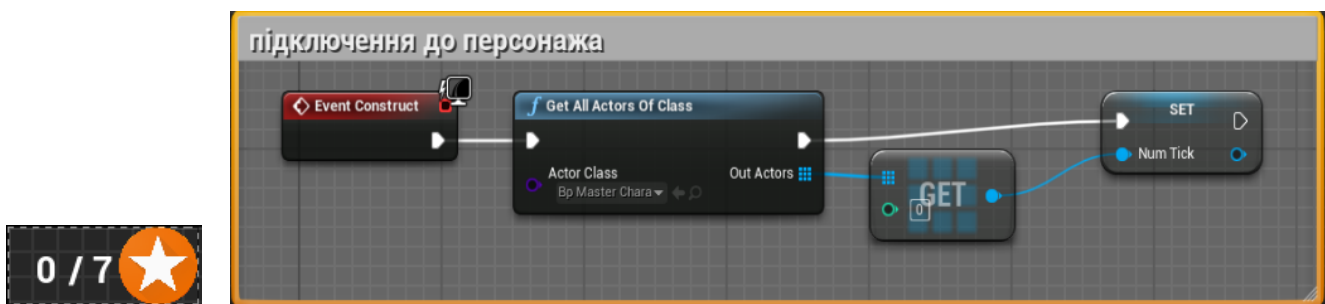 підключення до персонажа
Event Construct
Get All Actors Of Class
SET
Actor Class
Out Actors
Num Tick
Bp Master Chara
GET
0
0 / 7